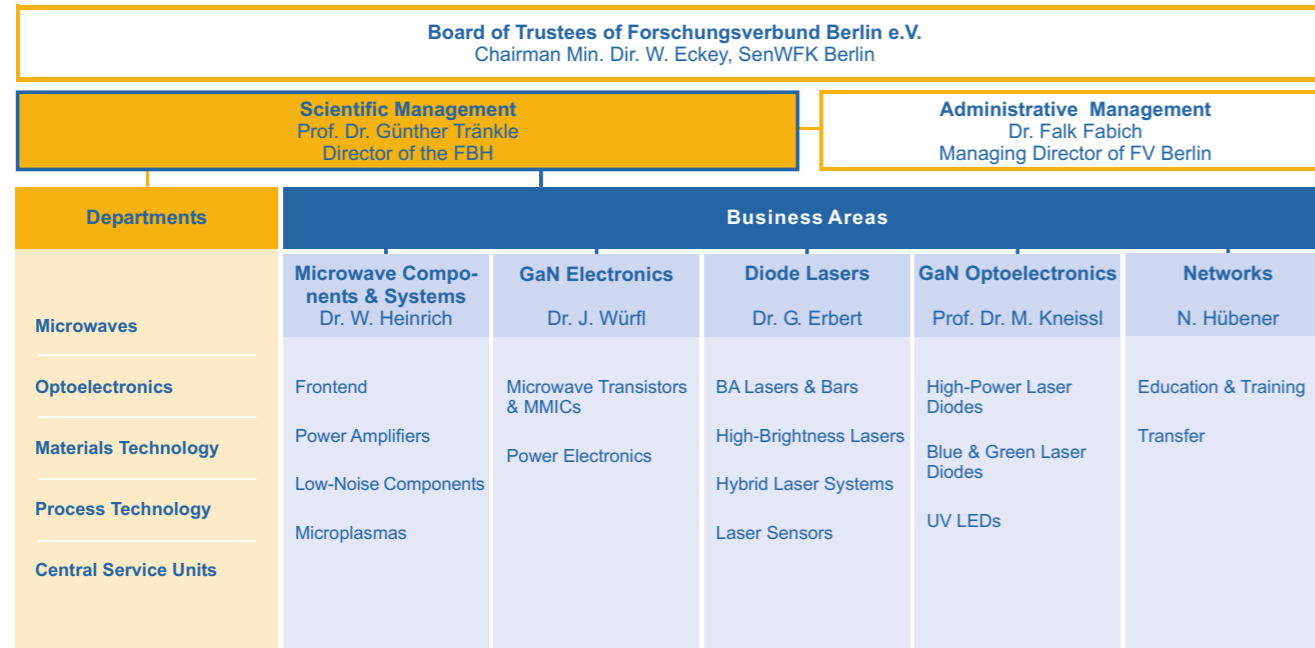 Board of Trustees of Forschungsverbund Berlin e.V.
Chairman Min. Dir. W. Eckey, SenWFK Berlin
Scientific Management
Prof. Dr. Günther Tränkle
Director of the FBH
Administrative Management
Dr. Falk Fabich
Managing Director of FV Berlin
Departments
Microwaves
Optoelectronics
Materials Technology
Process Technology
Central Service Units
Business Areas
Microwave Compo-
nents & Systems
Dr. W. Heinrich
Frontend
Power Amplifiers
Low-Noise Components
Microplasmas
GaN Electronics
Dr. J. Würfl
Microwave Transistors
& MMICs
Power Electronics
Diode Lasers
Dr. G. Erbert
BA Lasers & Bars
High-Brightness Lasers
Hybrid Laser Systems
Laser Sensors
GaN Optoelectronics
Prof. Dr. M. Kneissl
High-Power Laser
Diodes
Blue & Green Laser
Diodes
UV LEDs
Networks
N. Hübener
Education & Training
Transfer